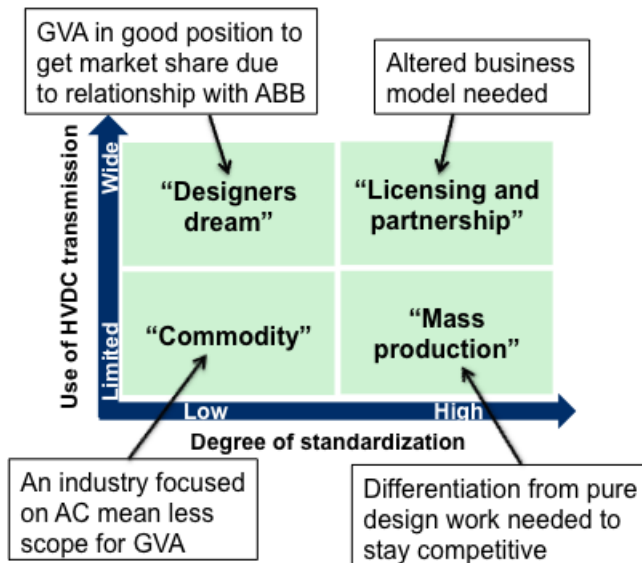 GVA in good position to
get market share due
to relationship with ABB
Altered business
model needed
Use of HVDC transmission
Wide
Limited
“Designers
dream”
“Licensing and
partnership”
“Commodity”
“Mass
production”
Low
High
Degree of standardization
An industry focused
on AC mean less
scope for GVA
Differentiation from pure
design work needed to
stay competitive